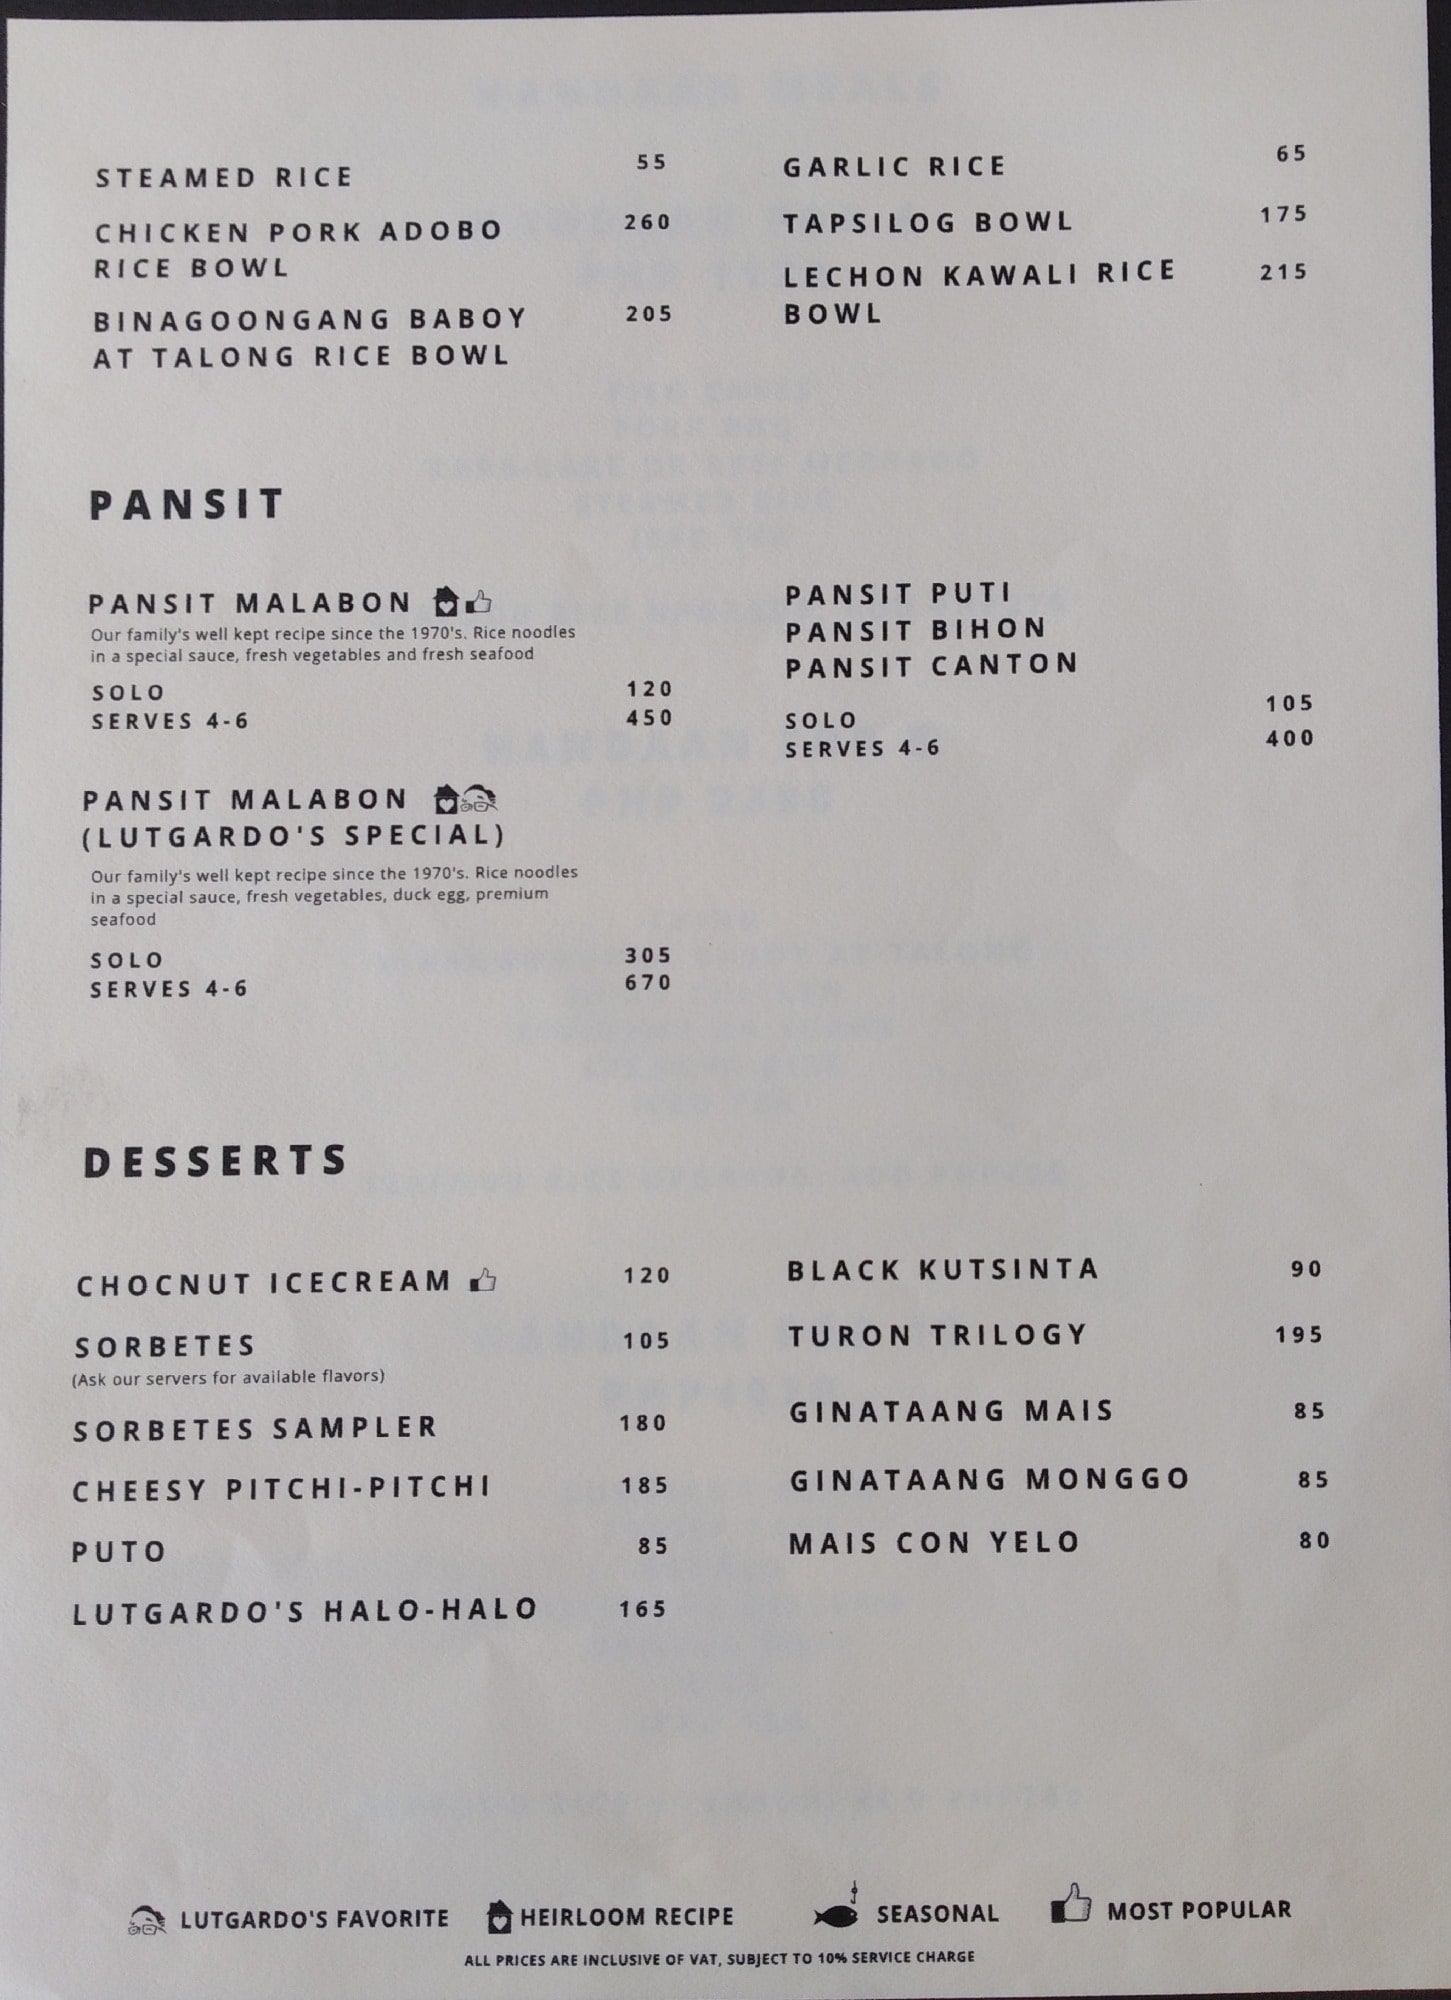 STEAMED RICE 55
CHICKEN PORK ADOBO 260
RICE BOWL
BINAGOONGANG BABOY 205
AT TALONG RICE BOWL
GARLIC RICE 65
TAPSILOG BOWL 175
LECHON KAWALI RICE 215
BOWL
PANSIT
PANSIT MALABON
Our family's well kept recipe since the 1970's. Rice noodles
in a special sauce, fresh vegetables and fresh seafood
SOLO 120
SERVES 4-6 450
PANSIT MALABON
(LUTGARDO'S SPECIAL)
Our family's well kept recipe since the 1970's. Rice noodles
in a special sauce, fresh vegetables, duck egg, premium
seafood
SOLO 305
SERVES 4-6 670
PANSIT PUTI
PANSIT BIHON
PANSIT CANTON
SOLO 105
SERVES 4-6 400
DESSERTS
CHOCNUT ICECREAM 120
SORBETES 105
(Ask our servers for available flavors)
SORBETES SAMPLER 180
CHEESY PITCHI-PITCHI 185
PUTO 85
LUTGARDO'S HALO-HALO 165
BLACK KUTSINTA 90
TURON TRILOGY 195
GINATAANG MAIS 85
GINATAANG MONGGO 85
MAIS CON YELO 80
LUTGARDO'S FAVORITE HEIRLOOM RECIPE SEASONAL MOST POPULAR
ALL PRICES ARE INCLUSIVE OF VAT, SUBJECT TO 10% SERVICE CHARGE